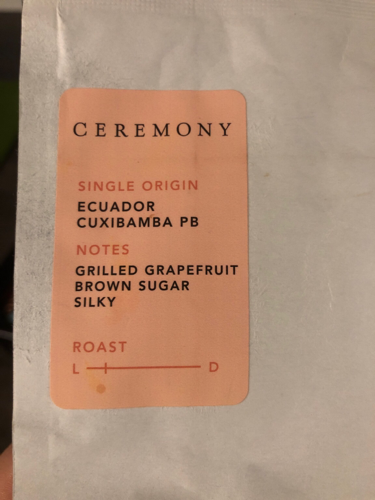 CEREMONY
SINGLE ORIGIN
ECUADOR
CUXIBAMBA PB
NOTES
GRILLED GRAPEFRUIT
BROWN SUGAR
SILKY
ROAST
L D